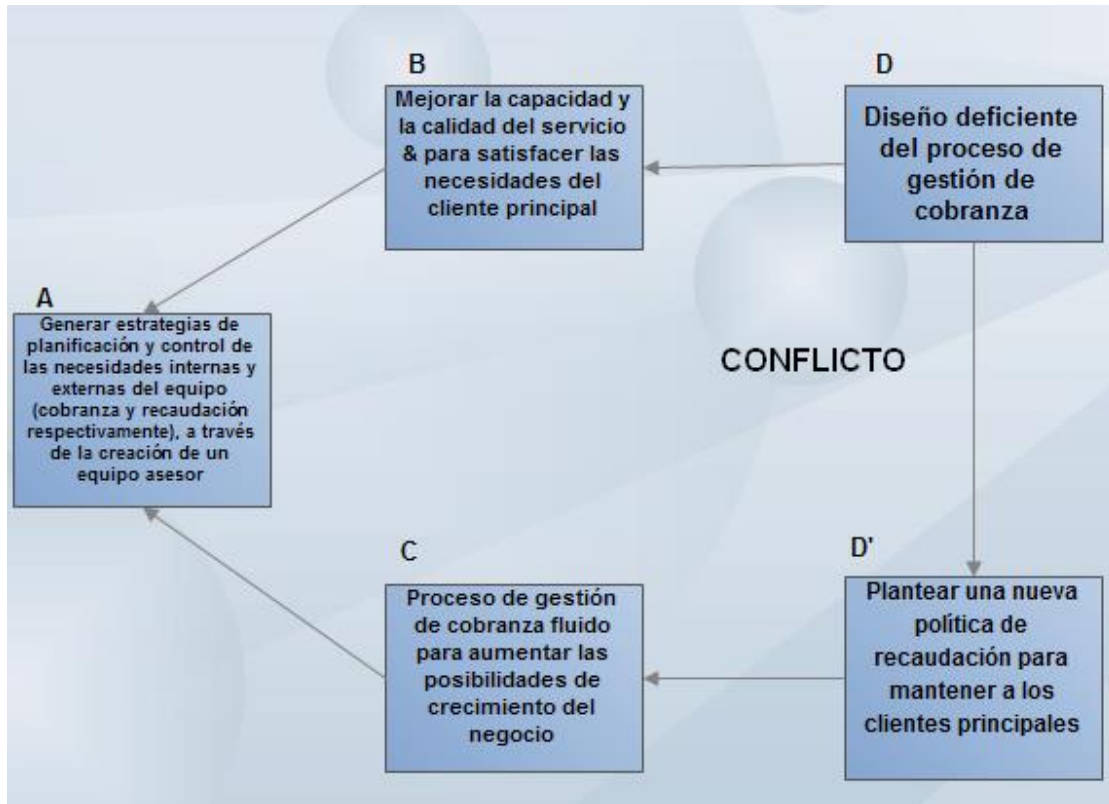 B
Mejorar la capacidad y
la calidad del servicio
& para satisfacer las
necesidades del
cliente principal
D
Diseño deficiente
del proceso de
gestión de
cobranza
A
Generar estrategias de
planificación y control de
las necesidades internas y
externas del equipo
(cobranza y recaudación
respectivamente), a través
de la creación de un
equipo asesor
CONFLICTO
C
Proceso de gestión
de cobranza fluido
para aumentar las
posibilidades de
crecimiento del
negocio
D'
Plantear una nueva
política de
recaudación para
mantener a los
clientes principales